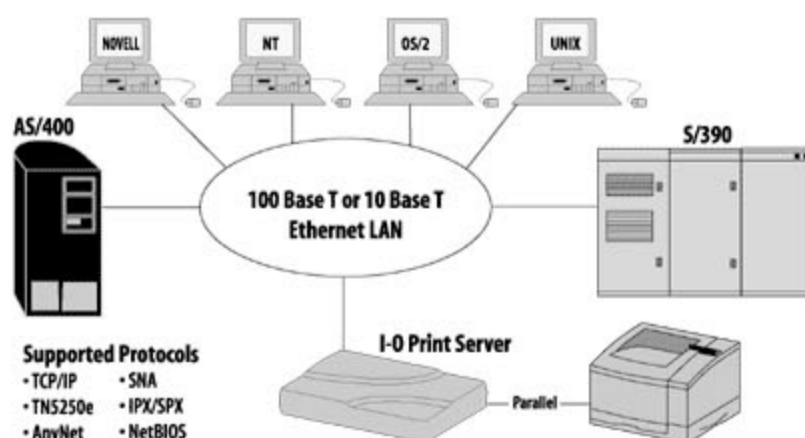 NOVELL
NT
OS/2
UNIX
AS/400
S/390
100 Base T or 10 Base T
Ethernet LAN
I-O Print Server
Parallel
Supported Protocols
• TCP/IP • SNA
• TN5250e • IPX/SPX
• AnyNet • NetBIOS